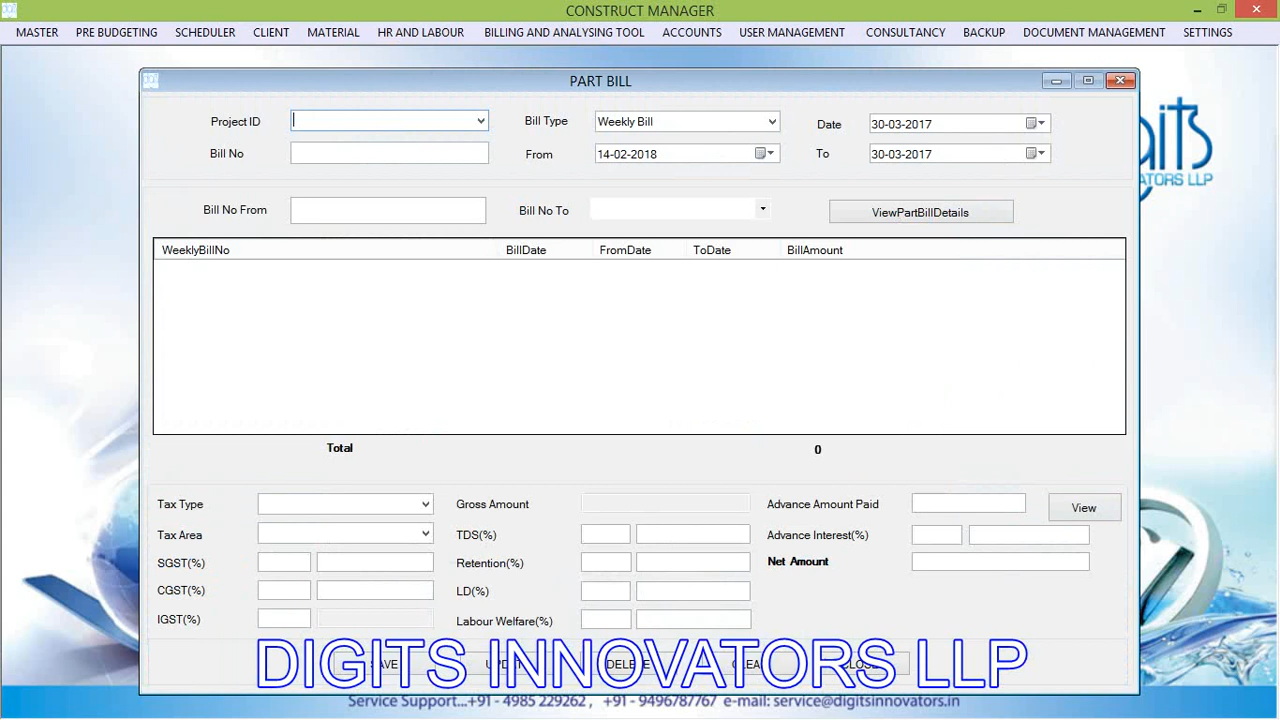 CONSTRUCT MANAGER
MASTER PRE BUDGETING SCHEDULER CLIENT MATERIAL HR AND LABOUR BILLING AND ANALYSING TOOL ACCOUNTS USER MANAGEMENT CONSULTANCY BACKUP DOCUMENT MANAGEMENT SETTINGS
PART BILL
Project ID Bill Type Weekly Bill Date 30-03-2017
Bill No From 14-02-2018 To 30-03-2017
Bill No From Bill No To ViewPartBillDetails
WeeklyBillNo BillDate FromDate ToDate BillAmount
Total 0
Tax Type Gross Amount Advance Amount Paid View
Tax Area TDS(%) Advance Interest(%)
SGST(%) Retention(%) Net Amount
CGST(%) LD(%)
IGST(%) Labour Welfare(%)
DIGITS INNOVATORS LLP
Service Support...+91 - 4985 229262 , +91 - 9496787767 e-mail: service@digitsinnovators.in